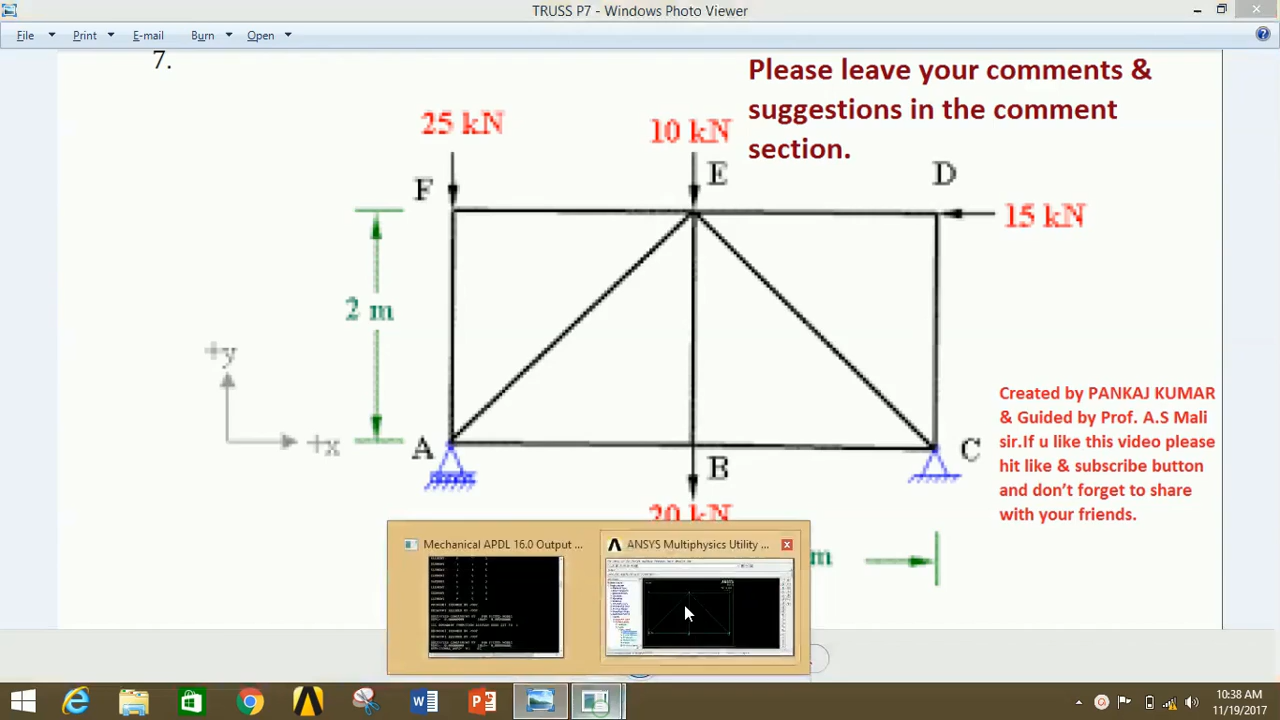 TRUSS P7 - Windows Photo Viewer
File Print E-mail Burn Open
7.
Please leave your comments &
suggestions in the comment
section.
25 kN
10 kN
F
E
D
15 kN
2 m
+y
+x
A
B
C
20 kN
m
Created by PANKAJ KUMAR
& Guided by Prof. A.S Mali
sir.If u like this video please
hit like & subscribe button
and don't forget to share
with your friends.
Mechanical APDL 16.0 Output ...
ANSYS Multiphysics Utility ...
10:38 AM
11/19/2017